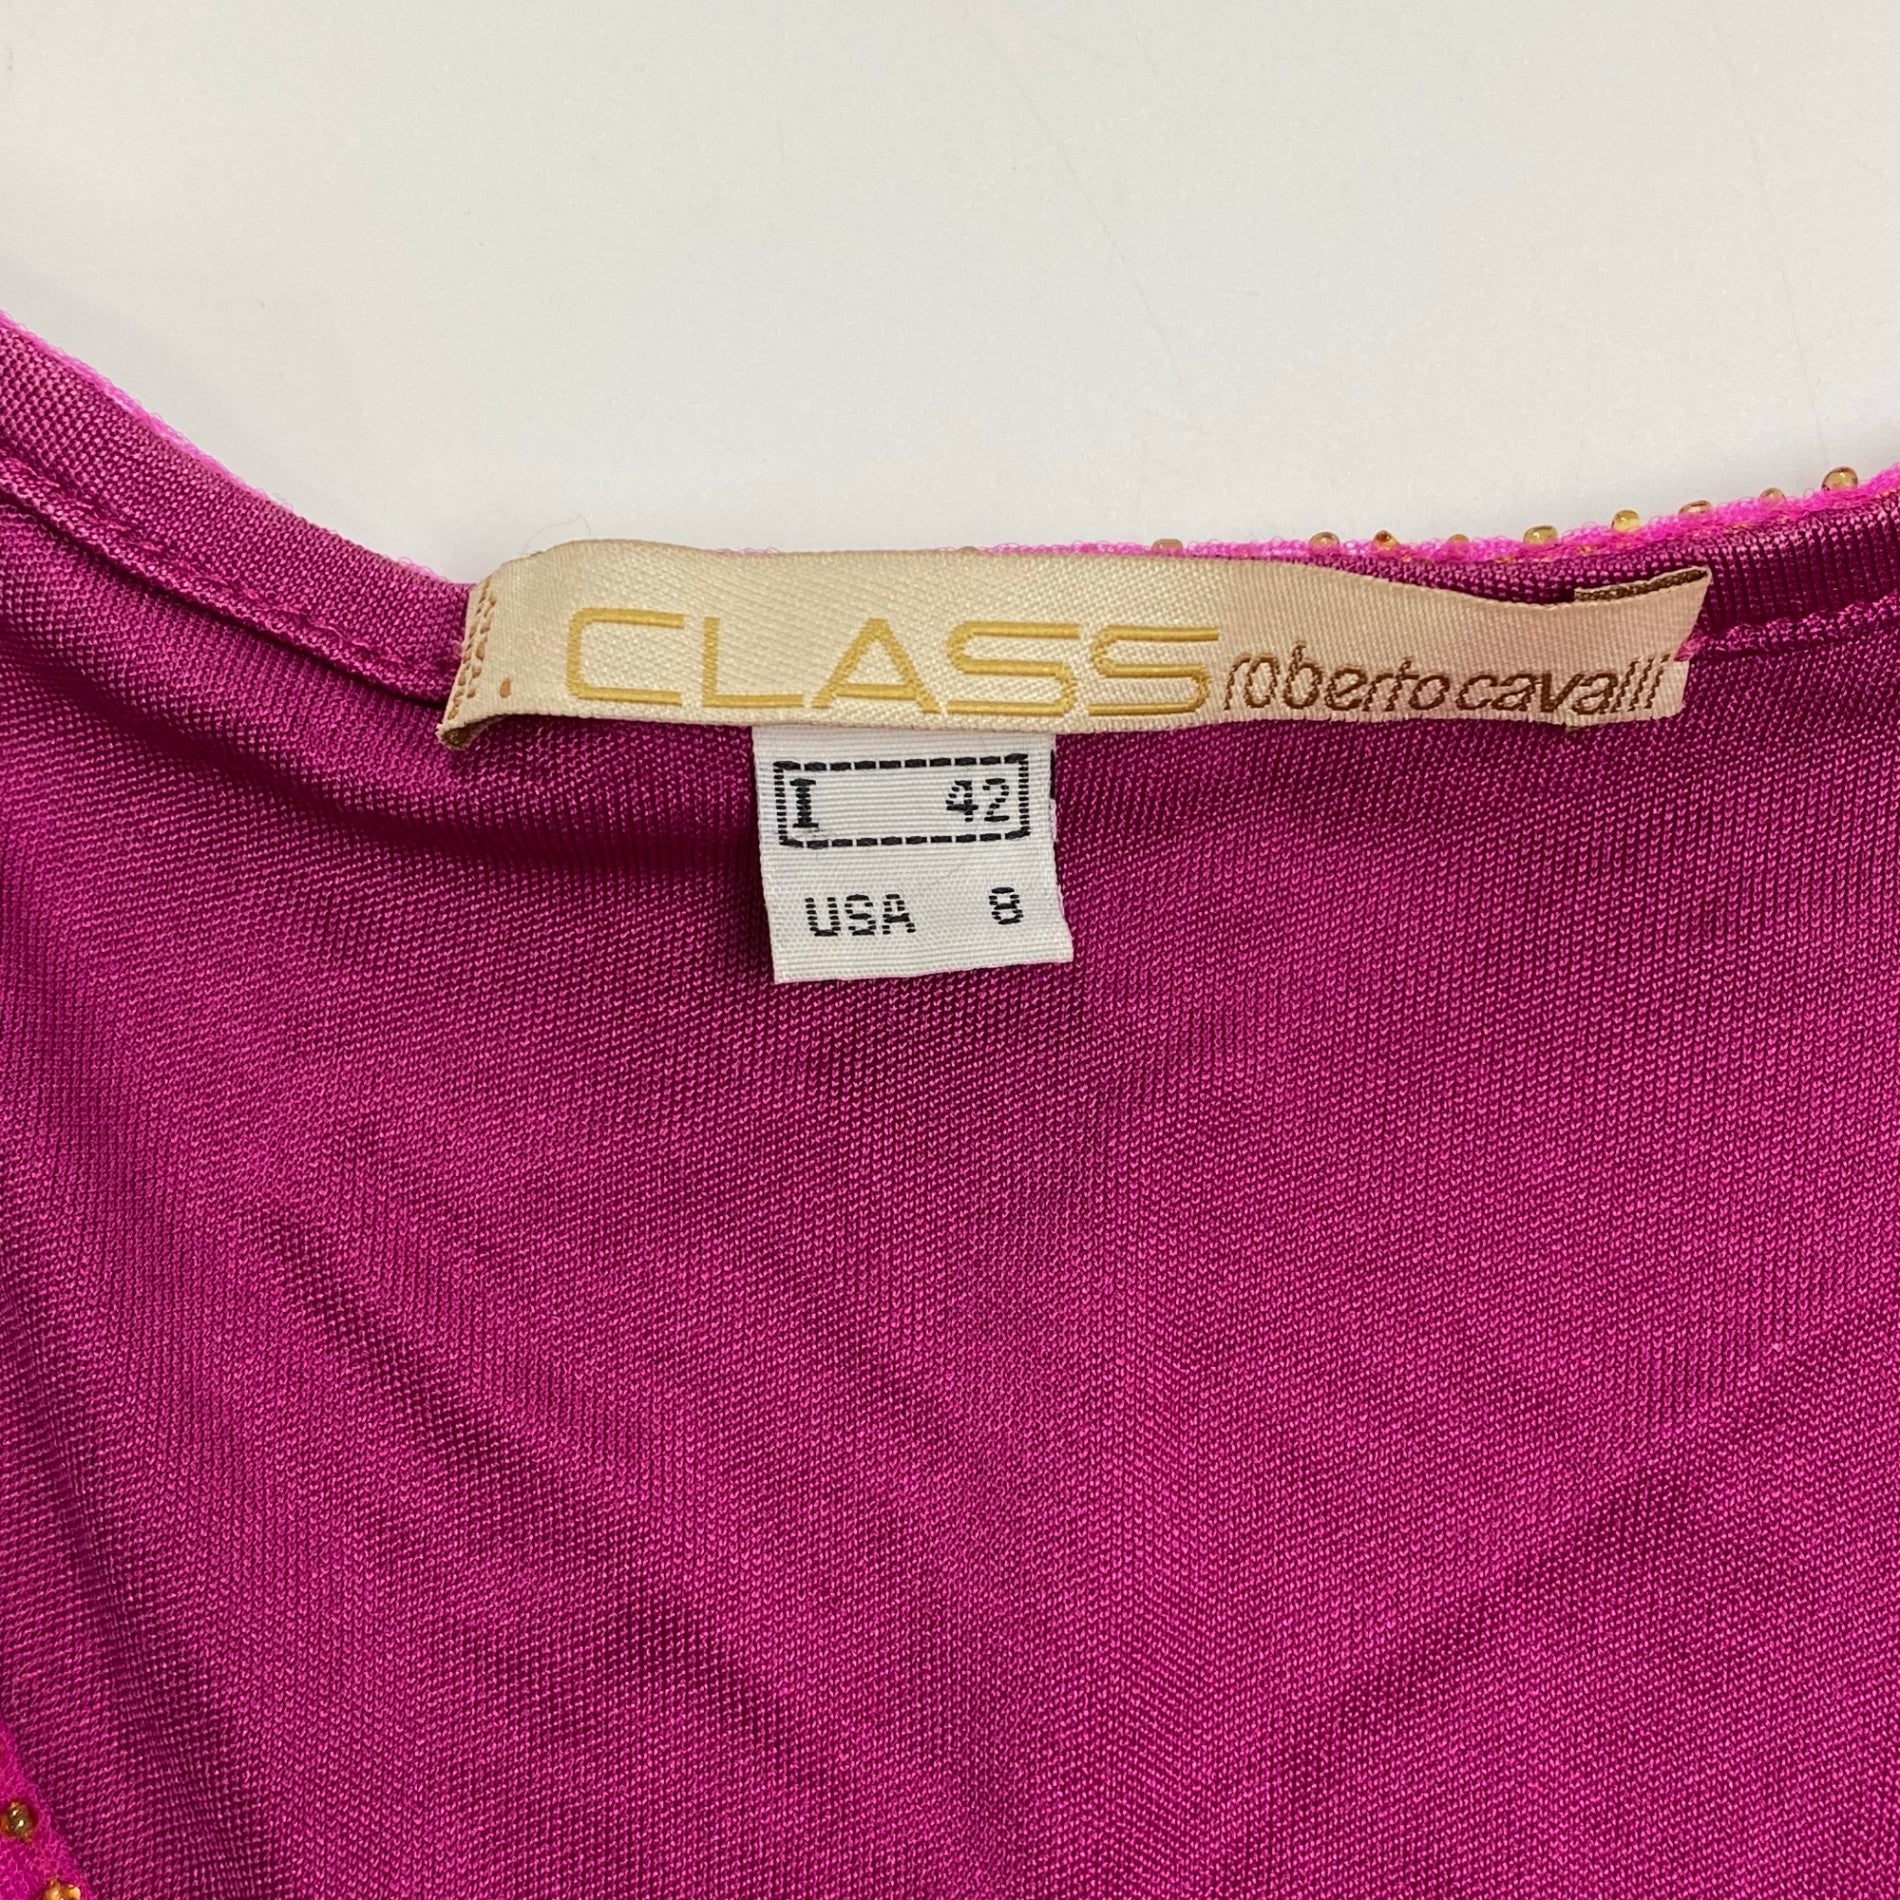 CLASS roberto cavalli
I 42
USA 8